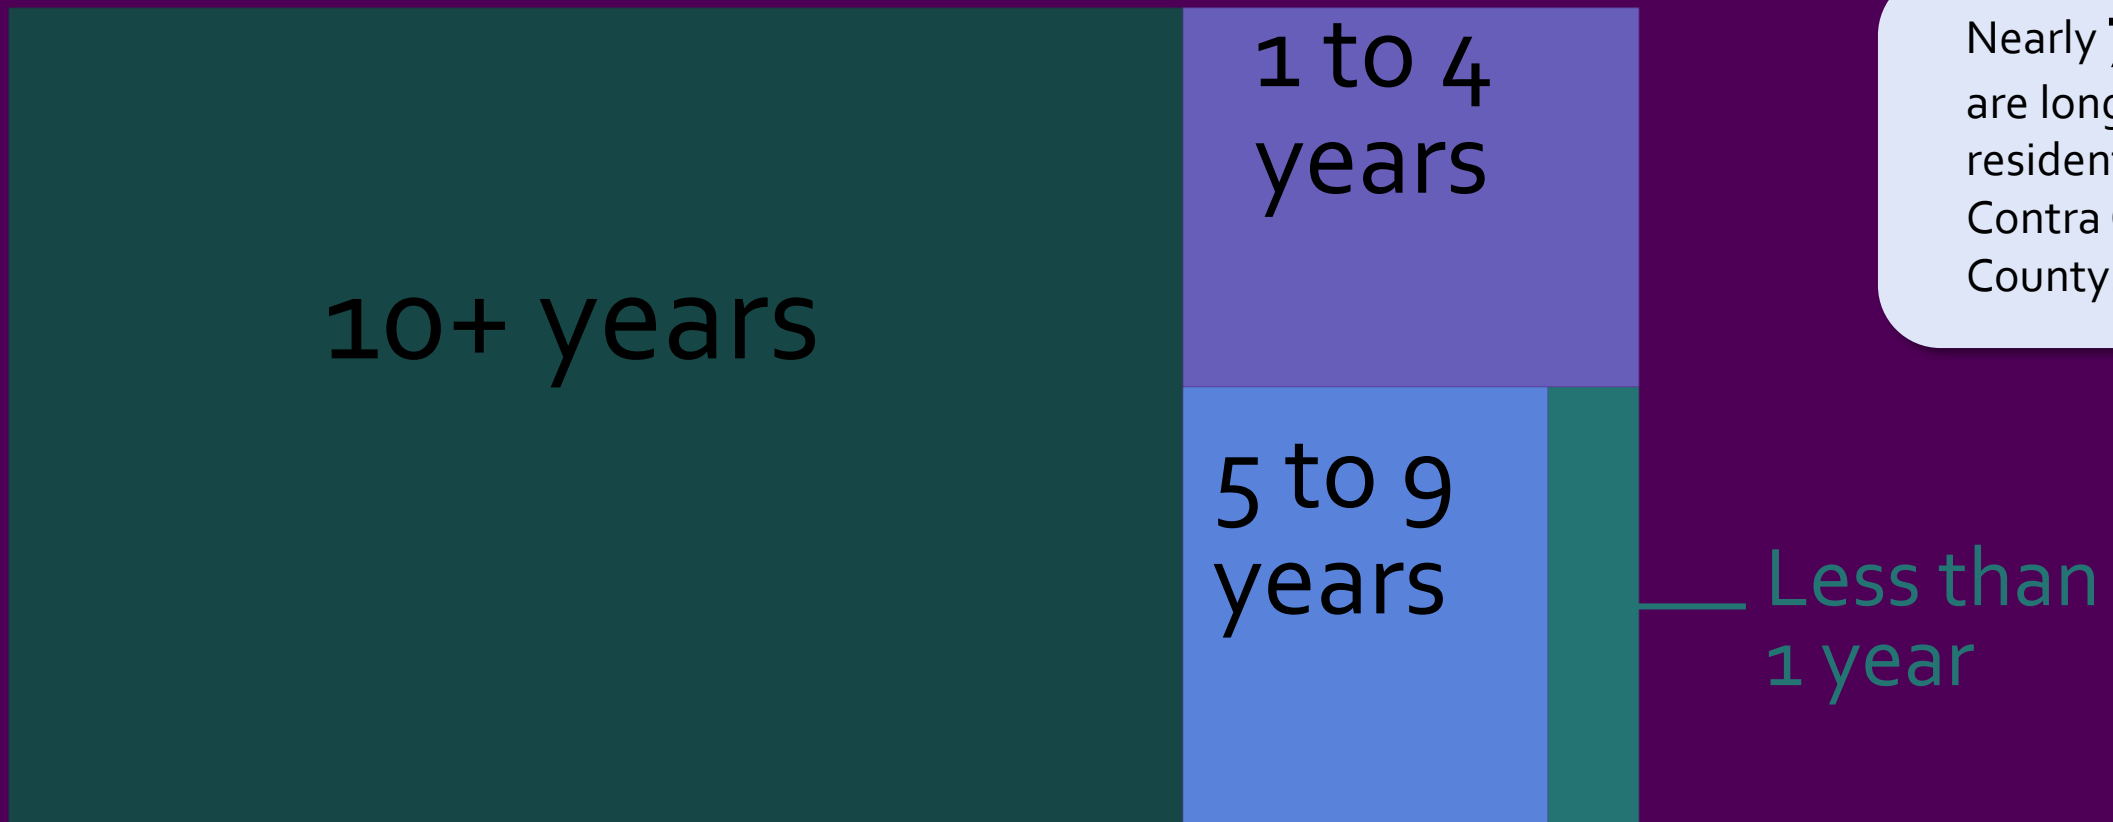 10+ years
1 to 4
years
5 to 9
years
Less than
1 year
Nearly
are
Contra
County